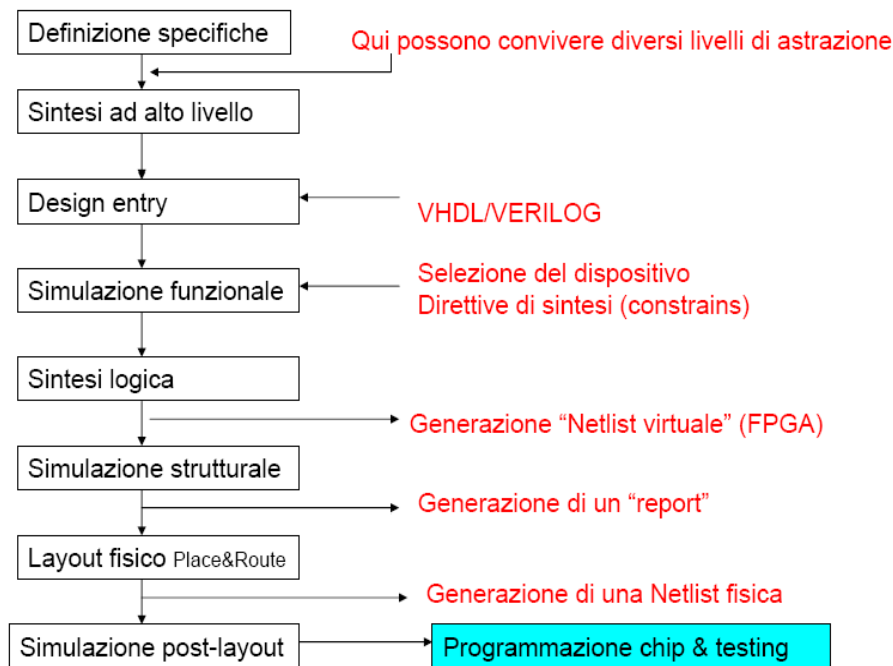 Definizione specifiche
Qui possono convivere diversi livelli di astrazione
Sintesi ad alto livello
Design entry
VHDL/VERILOG
Simulazione funzionale
Selezione del dispositivo
Direttive di sintesi (constrains)
Sintesi logica
Generazione “Netlist virtuale” (FPGA)
Simulazione strutturale
Generazione di un “report”
Layout fisico Place&Route
Generazione di una Netlist fisica
Simulazione post-layout
Programmazione chip & testing